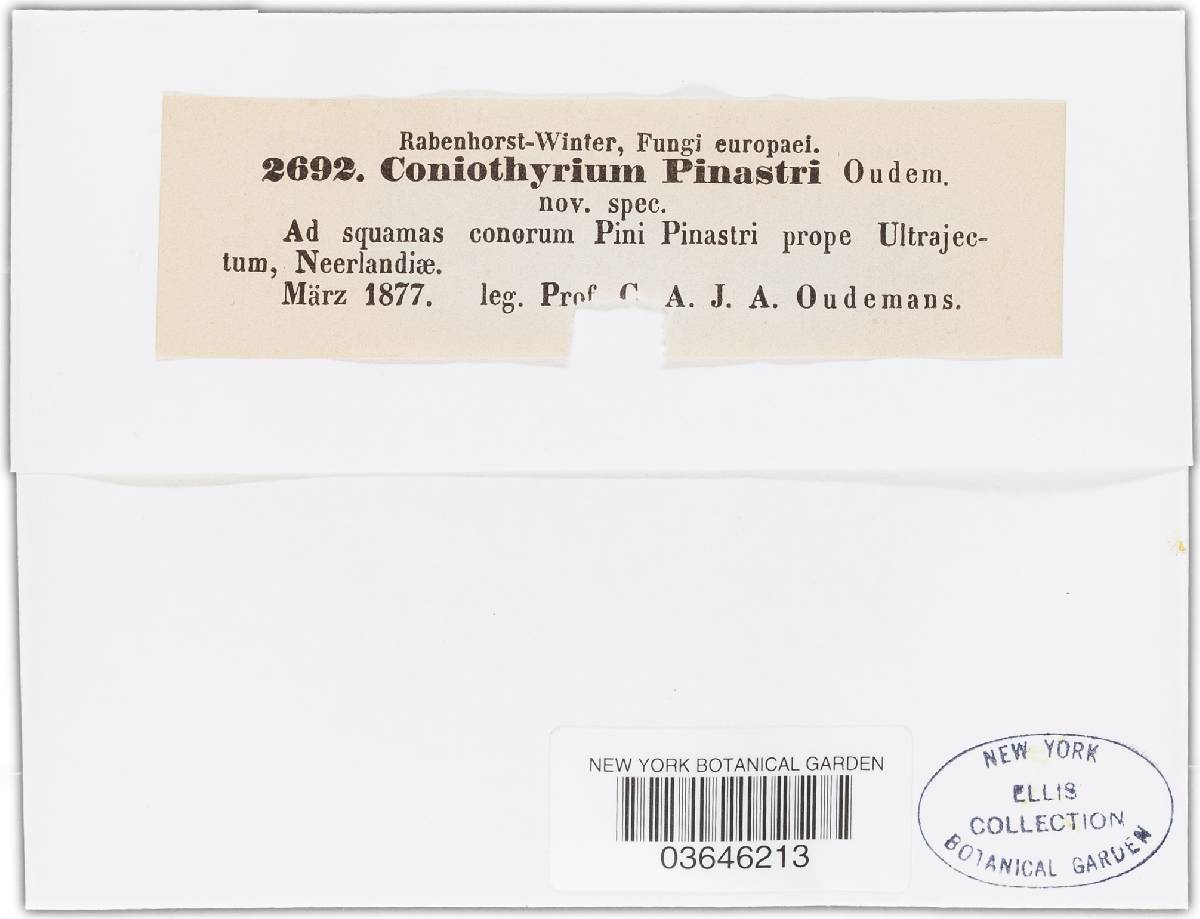 Rabenhorst-Winter, Fungi europaei.
2692. Coniothyrium Pinastri Oudem.
nov. spec.
Ad squamas conorum Pini Pinastri prope Ultrajec-
tum, Neerlandiæ.
März 1877. leg. Prof. C. A. J. A. Oudemans.
NEW YORK BOTANICAL GARDEN
03646213
NEW YORK
ELLIS
COLLECTION
BOTANICAL GARDEN